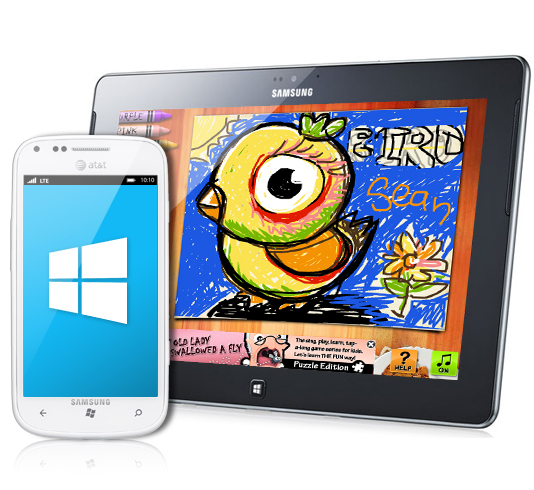 SAMSUNG
PINK
BIRD
Sean
at&t
LTE
10:10
OLD LADY
SWALLOWED A FLY
The sing, play, learn, tap-
a-long game series for kids.
Let's learn THE FUN way!
Puzzle Edition
?
HELP
ON
SAMSUNG